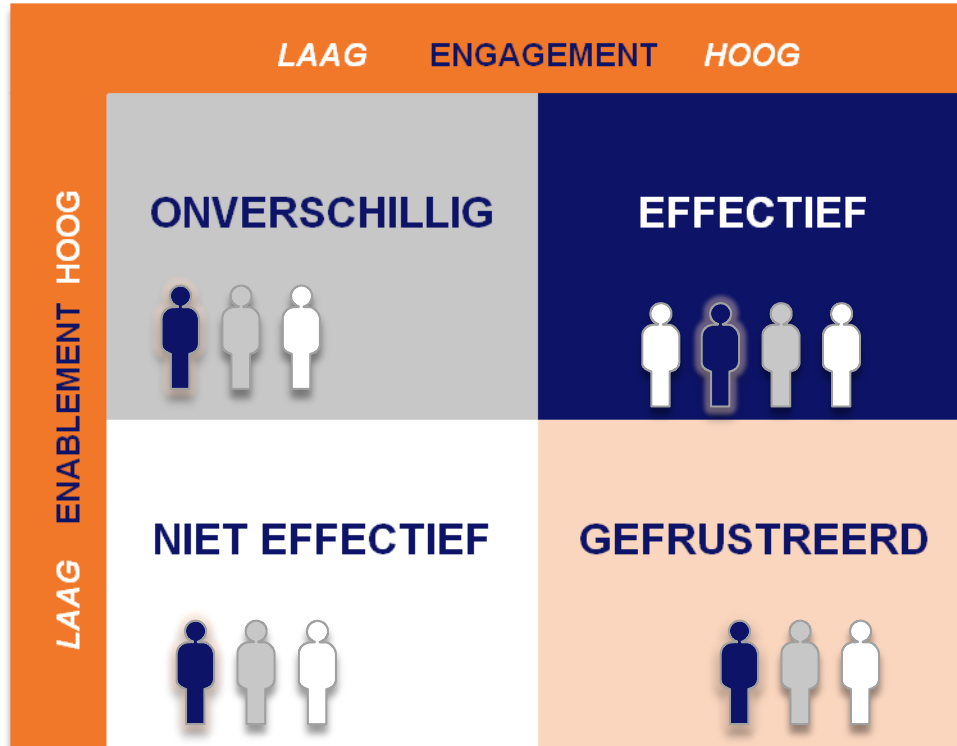 LAAG ENGAGEMENT HOOG
LAAG ENABLEMENT HOOG
ONVERSCHILLIG
EFFECTIEF
NIET EFFECTIEF
GEFRUSTREERD